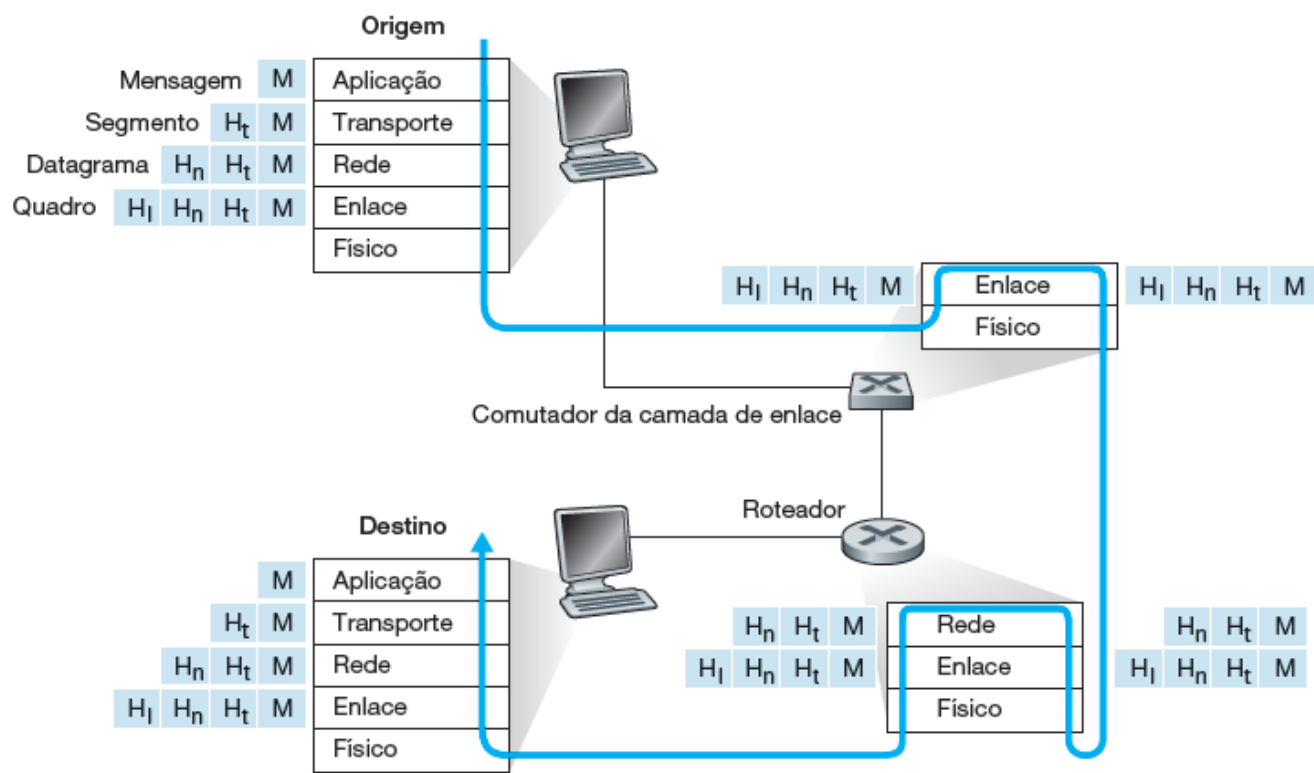 Origem
Mensagem M Aplicação
Segmento Ht M Transporte
Datagrama Hn Ht M Rede
Quadro Hl Hn Ht M Enlace
Físico
Hl Hn Ht M Enlace Hl Hn Ht M
Físico
Comutador da camada de enlace
Roteador
Destino
M Aplicação
Ht M Transporte
Hn Ht M Rede
Hl Hn Ht M Enlace
Físico
Hn Ht M Rede Hn Ht M
Hl Hn Ht M Enlace Hl Hn Ht M
Físico